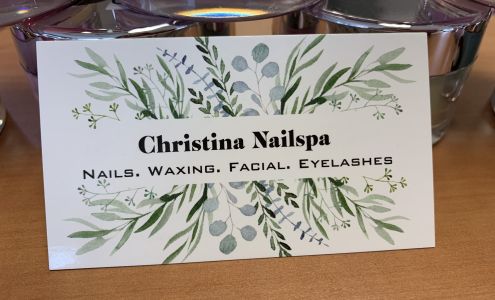 Christina Nailspa
Nails. Waxing. Facial. Eyelashes